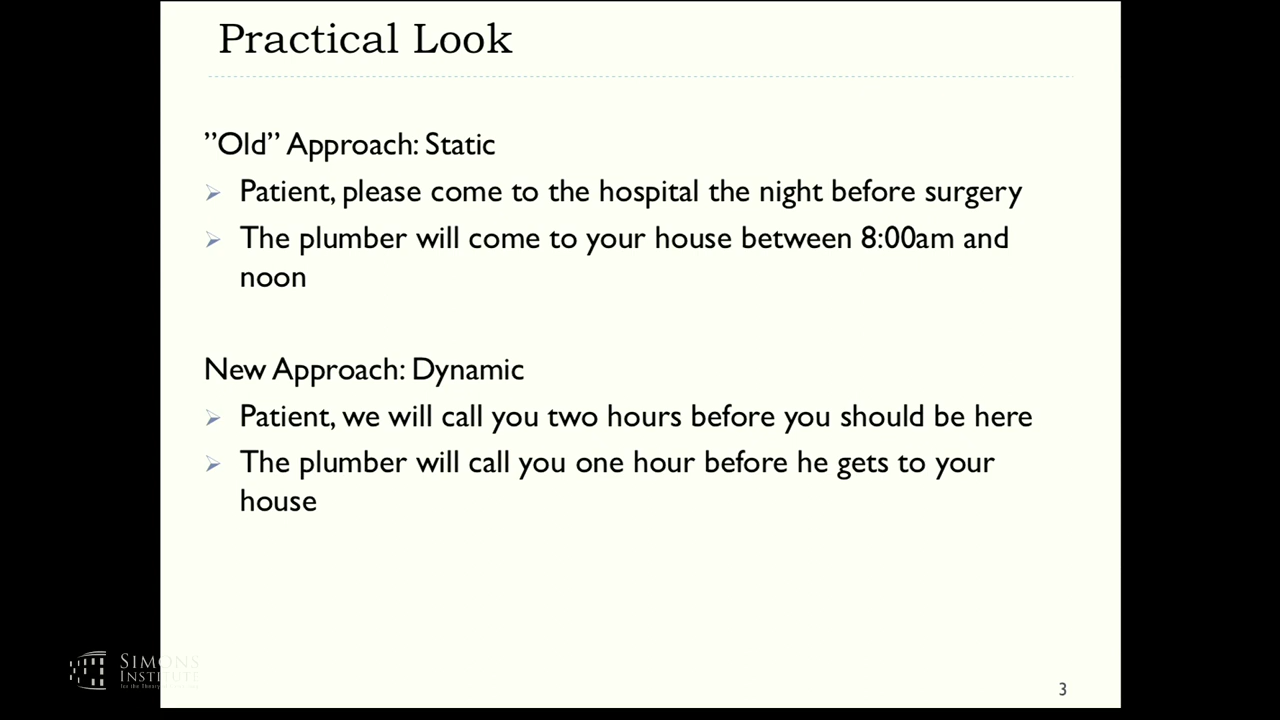 Practical Look
”Old” Approach: Static
Patient, please come to the hospital the night before surgery
The plumber will come to your house between 8:00am and
noon
New Approach: Dynamic
Patient, we will call you two hours before you should be here
The plumber will call you one hour before he gets to your
house
SIMONS
INSTITUTE
for the Theory
3